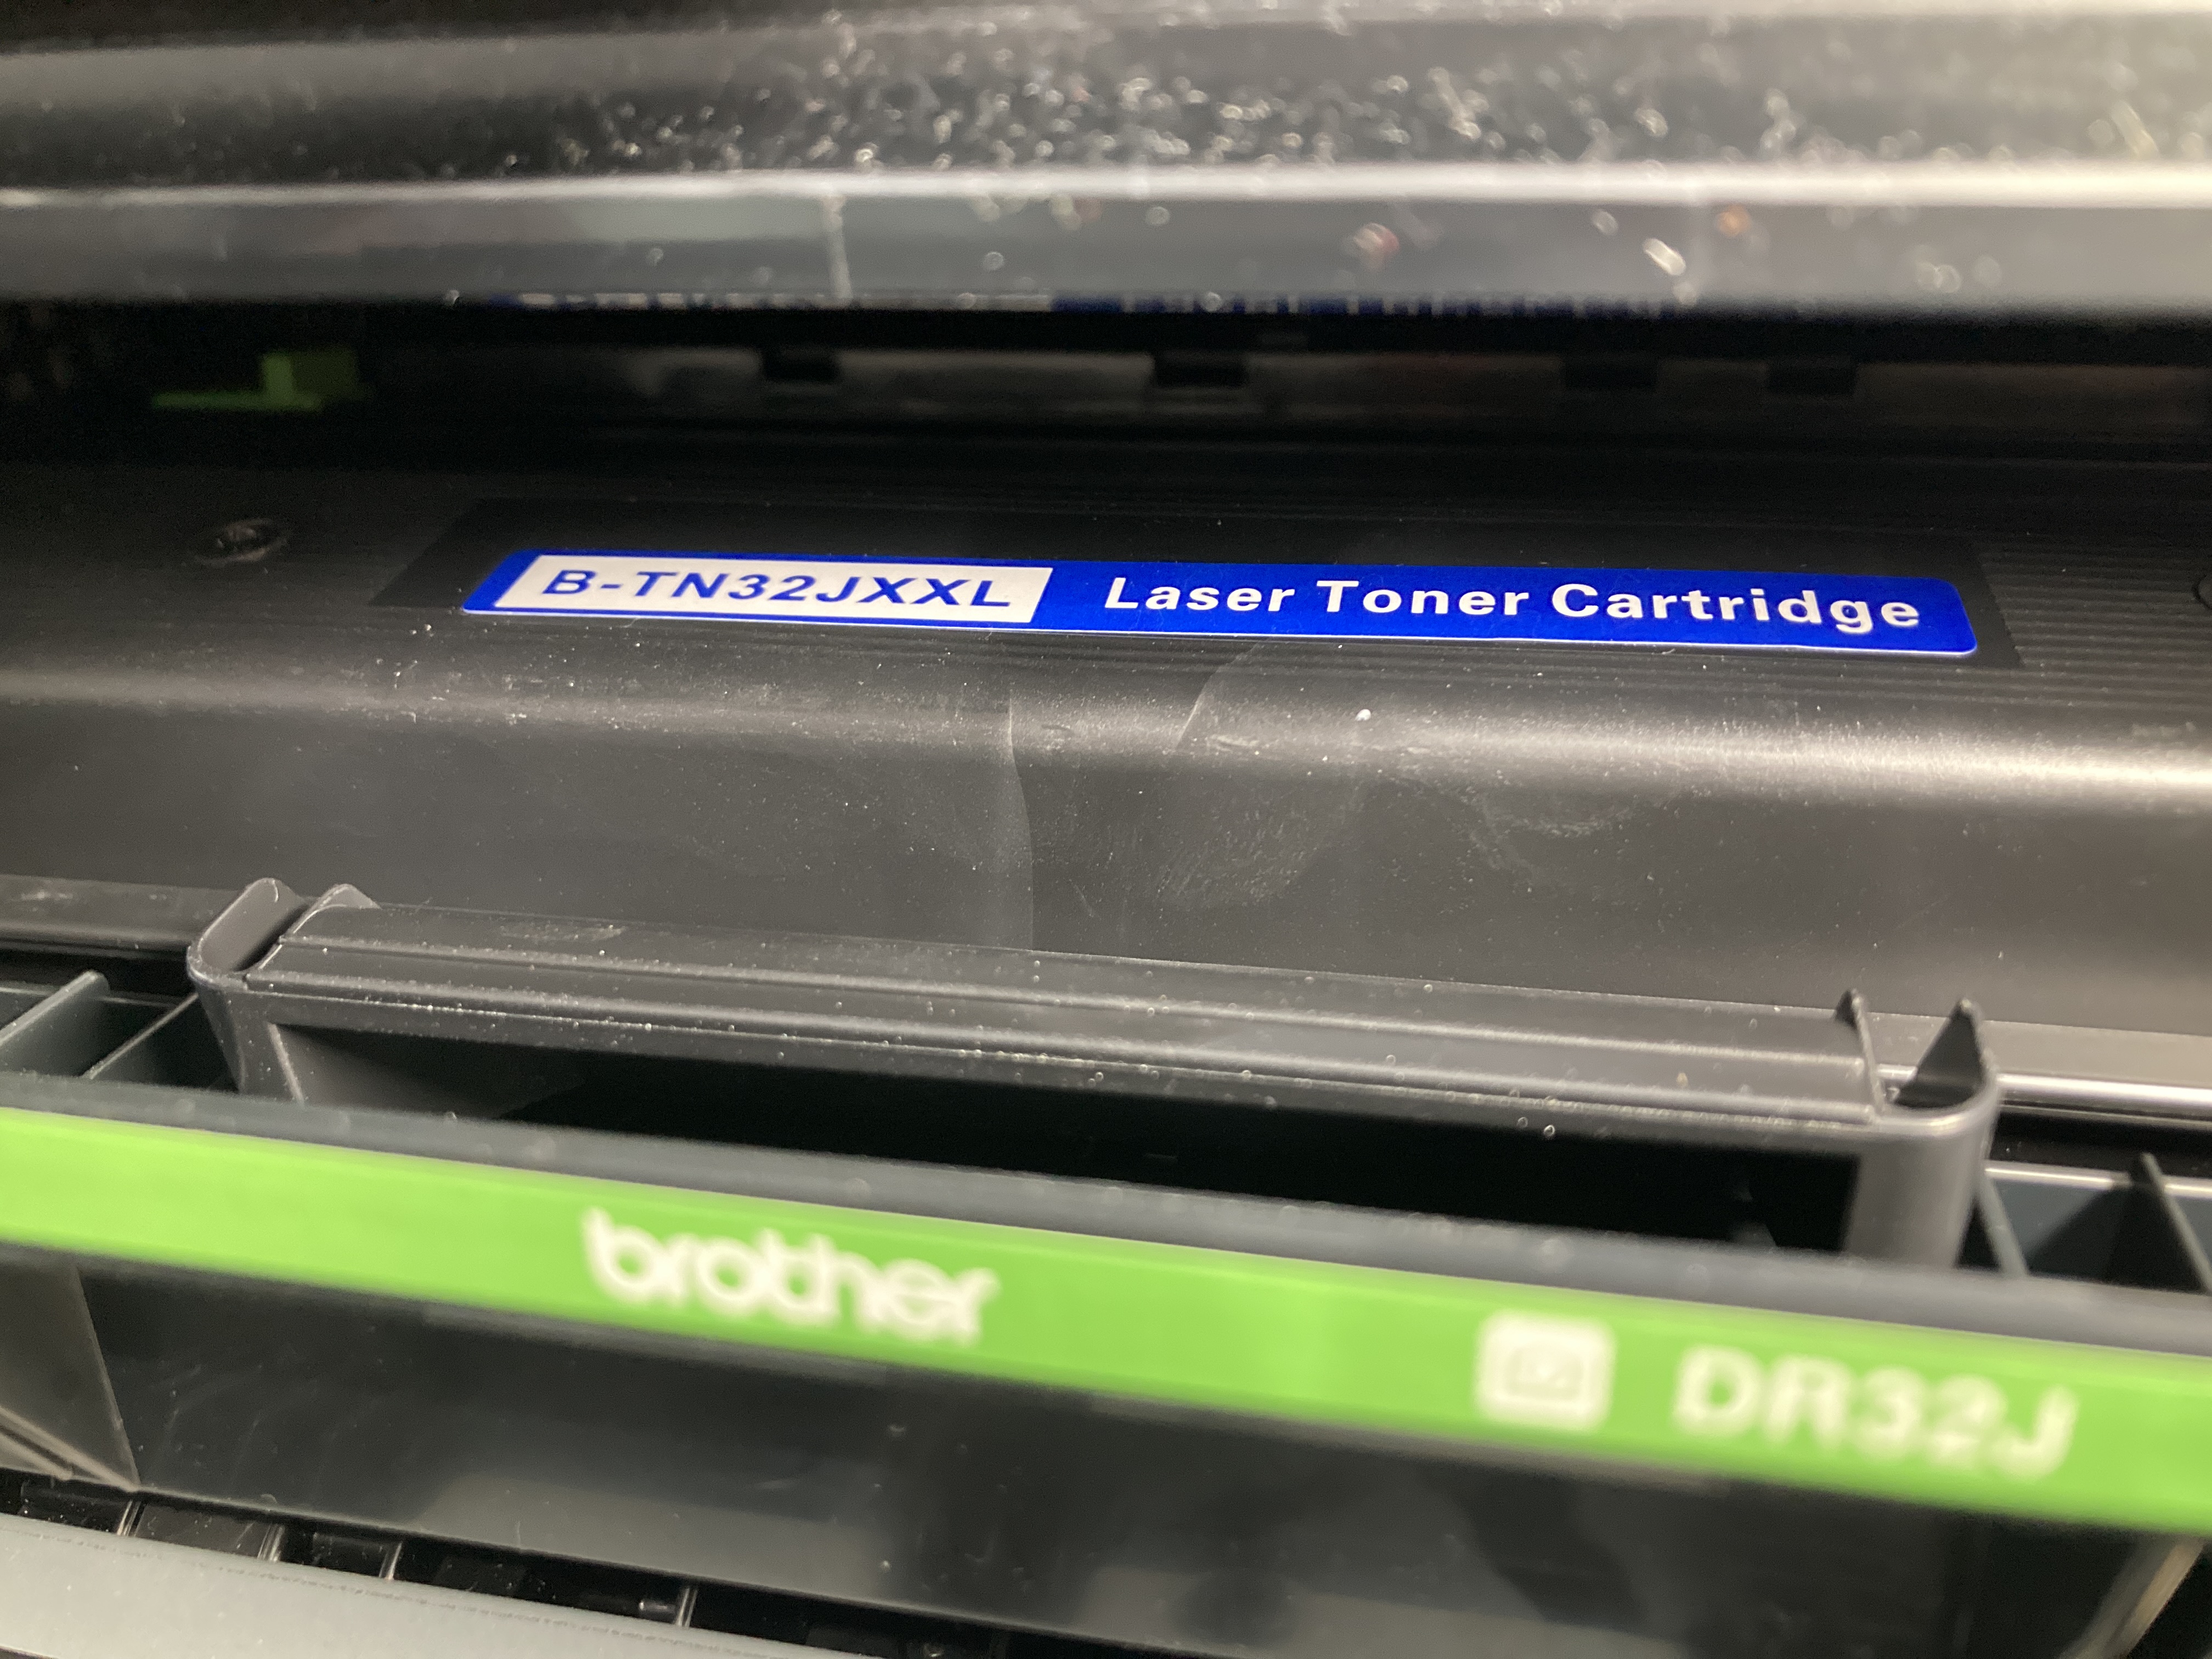 B-TN32JXXL Laser Toner Cartridge
brother DR32J